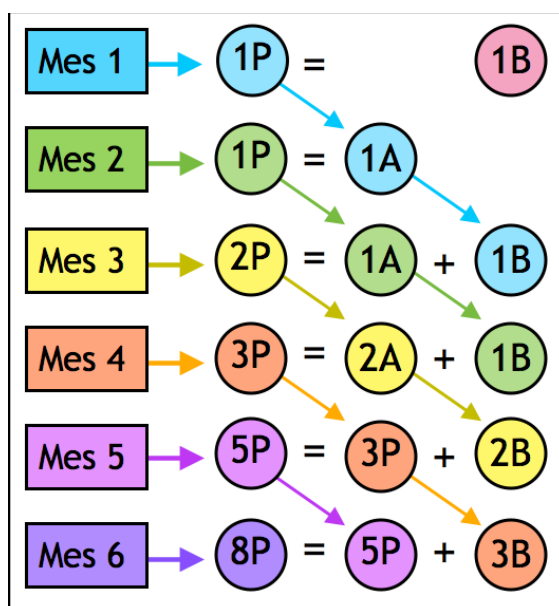 Mes 1 1P = 1B
Mes 2 1P = 1A
Mes 3 2P = 1A + 1B
Mes 4 3P = 2A + 1B
Mes 5 5P = 3P + 2B
Mes 6 8P = 5P + 3B